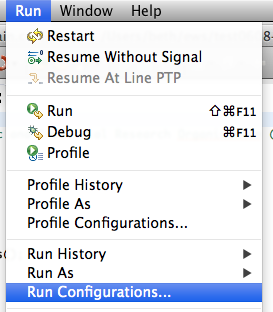 Run Window Help
Restart
Resume Without Signal
Resume At Line PTP
Run ⇧⌘F11
Debug ⌘F11
Profile
Profile History
Profile As
Profile Configurations...
Run History
Run As
Run Configurations...